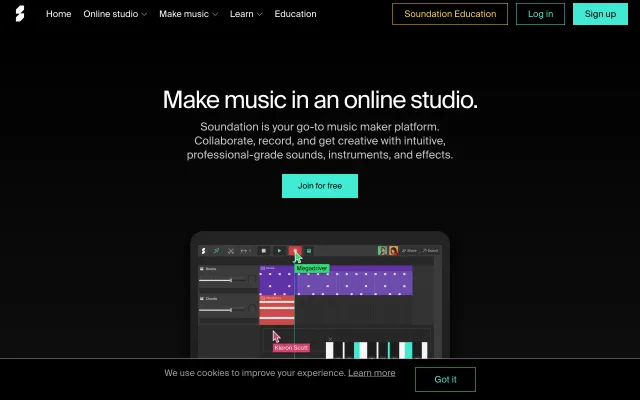 Home Online studio Make music Learn Education Soundation Education Log in Sign up
Make music in an online studio.
Soundation is your go-to music maker platform.
Collaborate, record, and get creative with intuitive,
professional-grade sounds, instruments, and effects.
Join for free
Share
Megadriver
Drums
Chords
Kieron Scott
We use cookies to improve your experience. Learn more
Got it